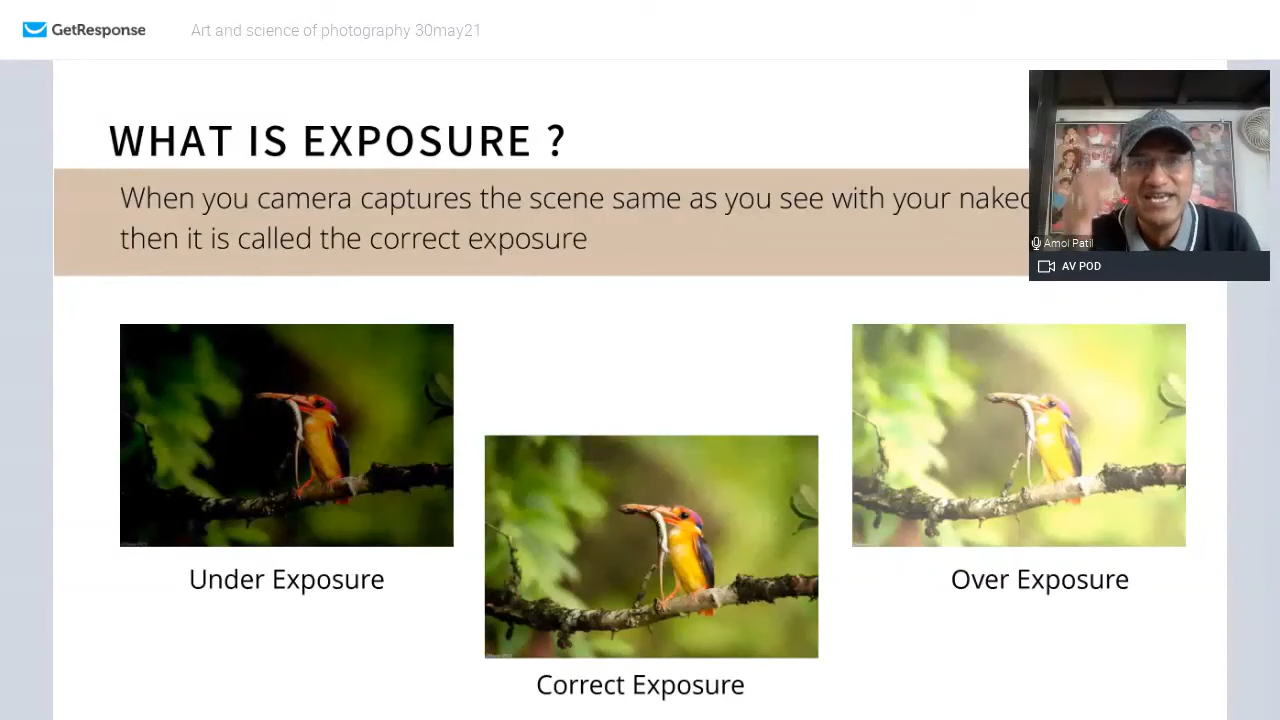 GetResponse
Art and science of photography 30may21
WHAT IS EXPOSURE ?
When you camera captures the scene same as you see with your naked
then it is called the correct exposure
Amol Patil
AV POD
Under Exposure
Over Exposure
Correct Exposure